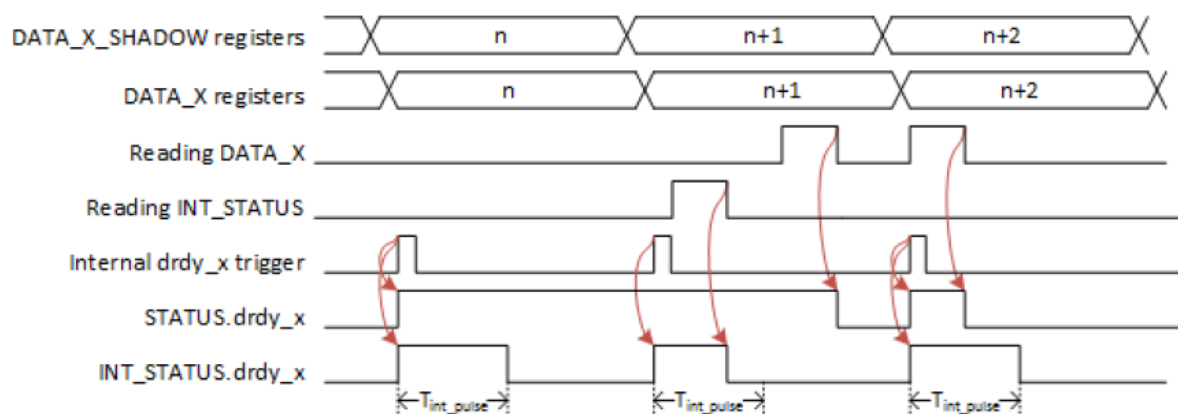 DATA_X_SHADOW registers n n+1 n+2
DATA_X registers n n+1 n+2
Reading DATA_X
Reading INT_STATUS
Internal drdy_x trigger
STATUS.drdy_x
INT_STATUS.drdy_x
Tint_pulse Tint_pulse Tint_pulse